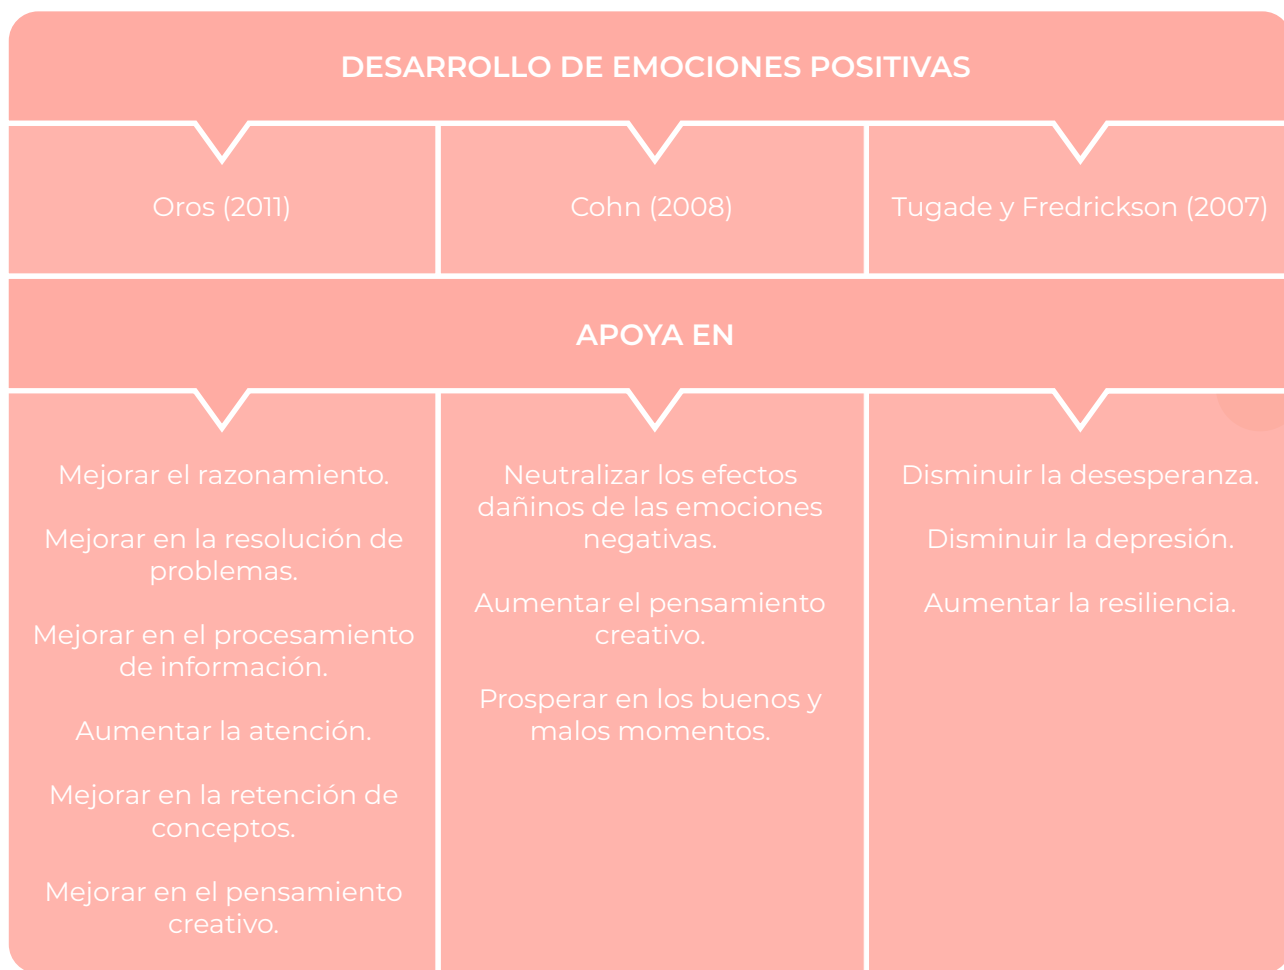 DESARROLLO DE EMOCIONES POSITIVAS
Oros (2011)
Cohn (2008)
Tugade y Fredrickson (2007)
APOYA EN
Mejorar el razonamiento.
Mejorar en la resolución de
problemas.
Mejorar en el procesamiento
de información.
Aumentar la atención.
Mejorar en la retención de
conceptos.
Mejorar en el pensamiento
creativo.
Neutralizar los efectos
dañinos de las emociones
negativas.
Aumentar el pensamiento
creativo.
Prosperar en los buenos y
malos momentos.
Disminuir la desesperanza.
Disminuir la depresión.
Aumentar la resiliencia.